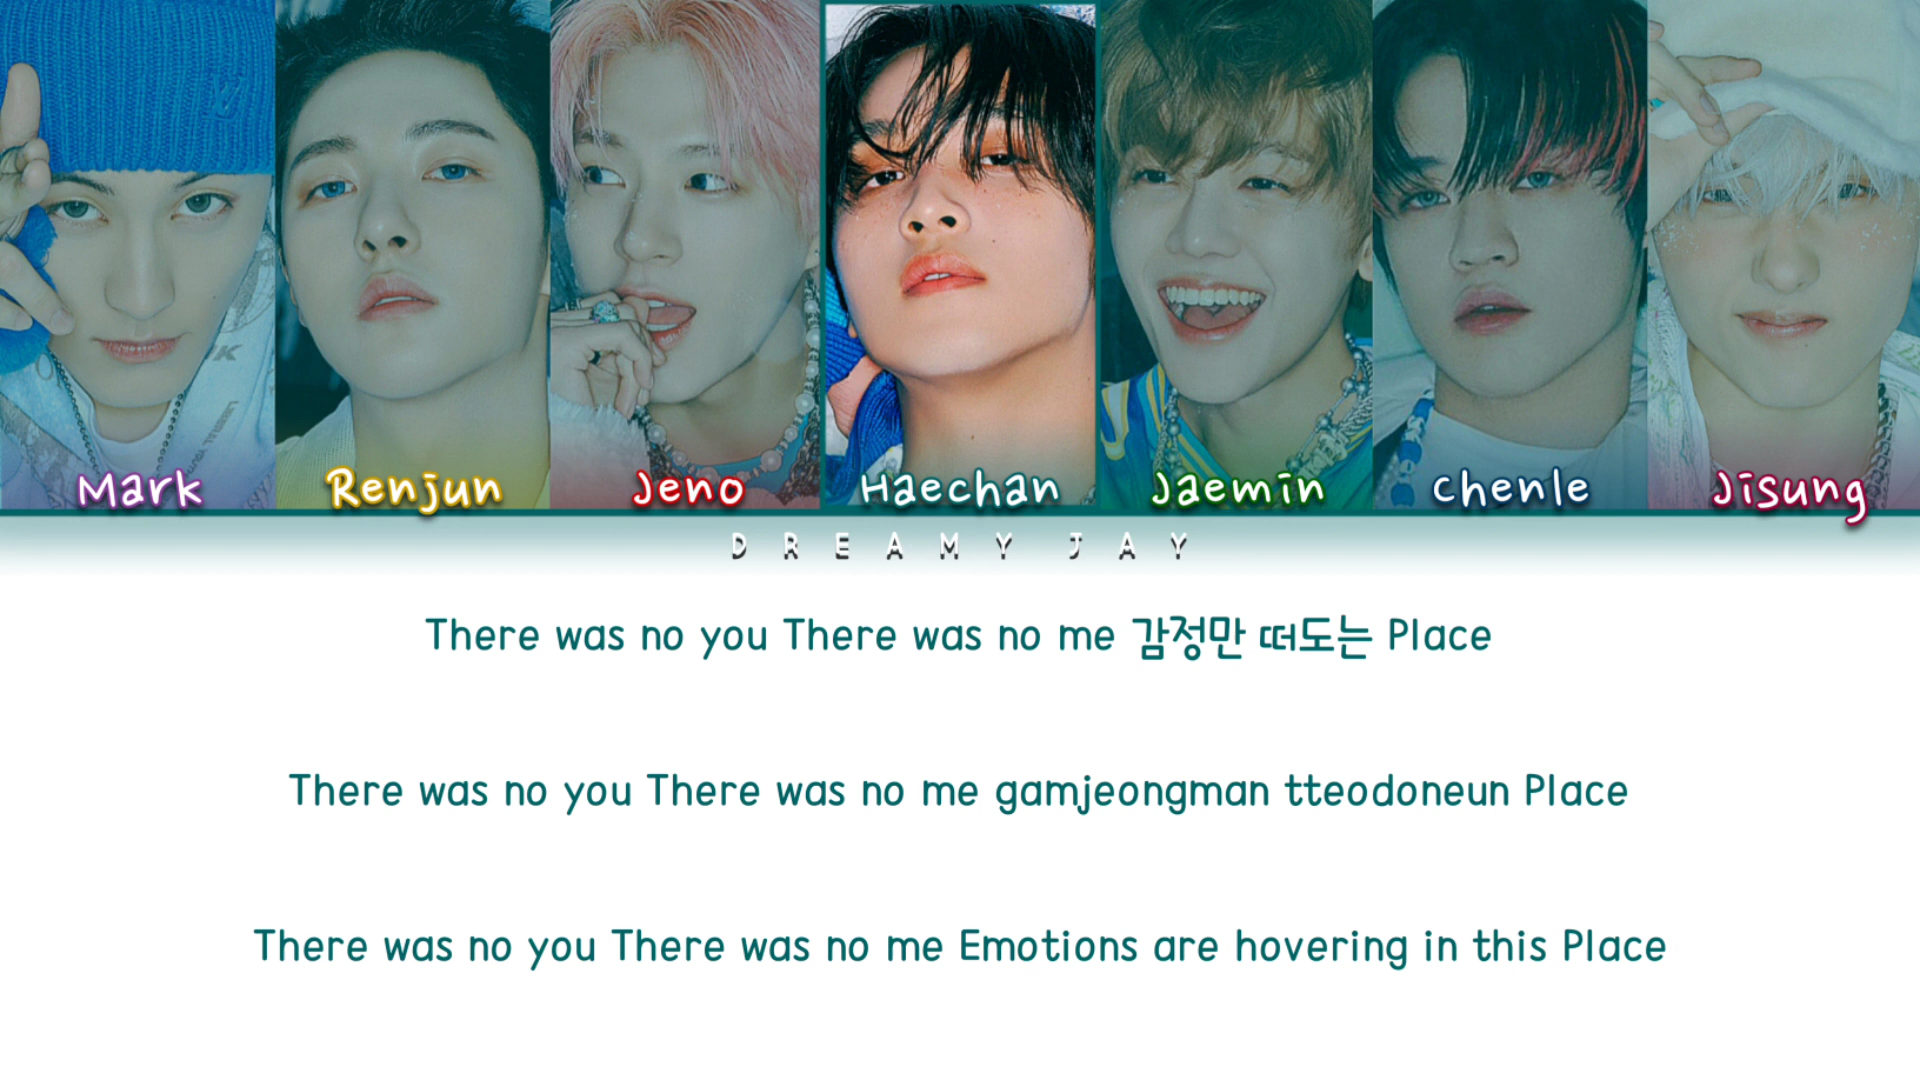 Mark Renjun Jeno Haechan Jaemin Chenle Jisung
DREAMY JAY
There was no you There was no me 감정만 떠도는 Place
There was no you There was no me gamjeongman tteodoneun Place
There was no you There was no me Emotions are hovering in this Place